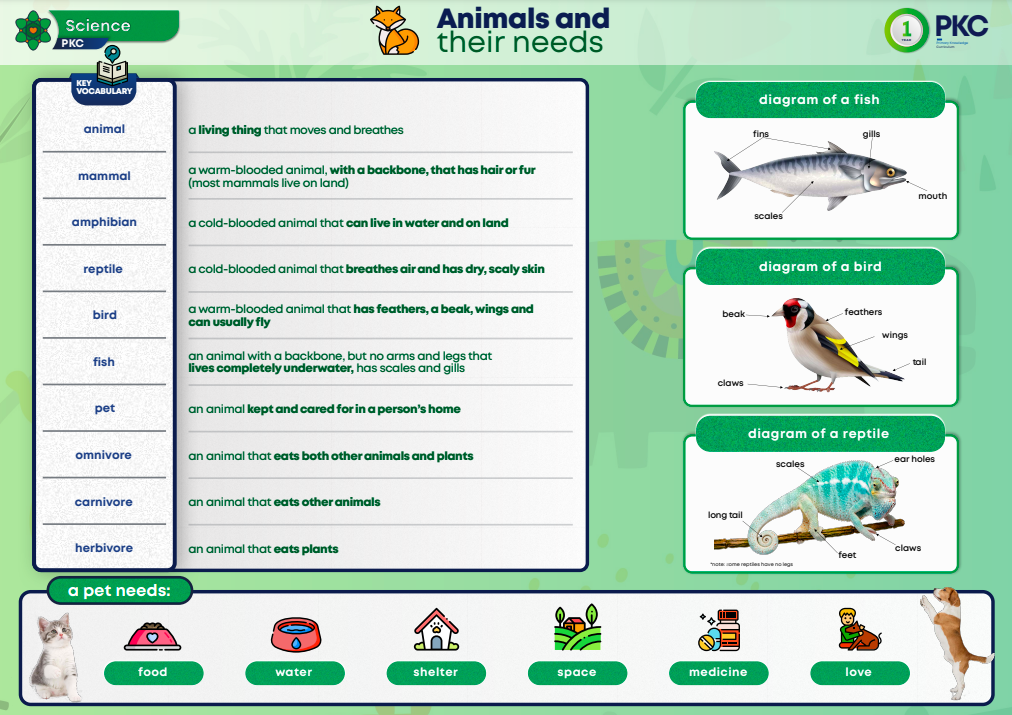 Science
PKC
Animals and
their needs
1
YEAR
PKC
Primary Knowledge
Curriculum
KEY
VOCABULARY
animal
a living thing that moves and breathes
mammal
a warm-blooded animal, with a backbone, that has hair or fur
(most mammals live on land)
amphibian
a cold-blooded animal that can live in water and on land
reptile
a cold-blooded animal that breathes air and has dry, scaly skin
bird
a warm-blooded animal that has feathers, a beak, wings and
can usually fly
fish
an animal with a backbone, but no arms and legs that
lives completely underwater, has scales and gills
pet
an animal kept and cared for in a person's home
omnivore
an animal that eats both other animals and plants
carnivore
an animal that eats other animals
herbivore
an animal that eats plants
diagram of a fish
fins
gills
mouth
scales
diagram of a bird
beak
feathers
wings
tail
claws
diagram of a reptile
ear holes
scales
long tail
claws
feet
*note: some reptiles have no legs
a pet needs:
food
water
shelter
space
medicine
love